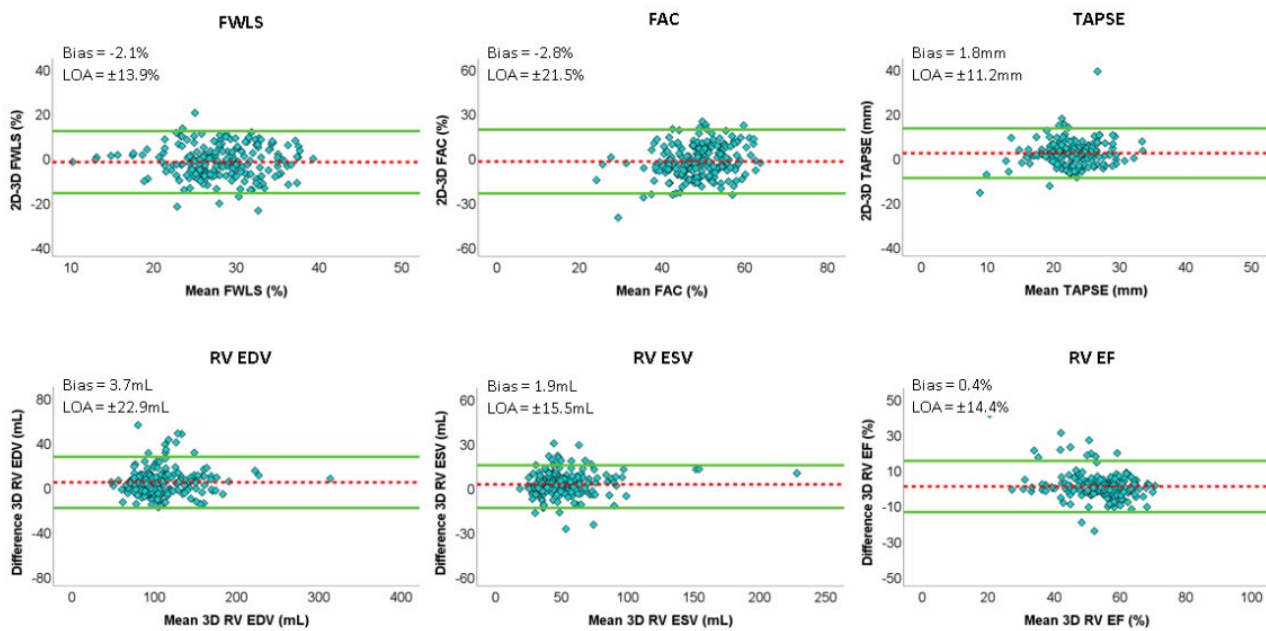 FWLS
Bias = -2.1%
LOA = ±13.9%
2D-3D FWLS (%)
40
20
0
-20
-40
10
20
30
40
50
Mean FWLS (%)
FAC
Bias = -2.8%
LOA = ±21.5%
2D-3D FAC (%)
60
30
0
-30
-60
0
20
40
60
80
Mean FAC (%)
TAPSE
Bias = 1.8mm
LOA = ±11.2mm
2D-3D TAPSE (mm)
40
20
0
-20
-40
0
10
20
30
40
50
Mean TAPSE (mm)
RV EDV
Bias = 3.7mL
LOA = ±22.9mL
Difference 3D RV EDV (mL)
80
40
0
-40
-80
0
100
200
300
400
Mean 3D RV EDV (mL)
RV ESV
Bias = 1.9mL
LOA = ±15.5mL
Difference 3D RV ESV (mL)
60
30
0
-30
-60
0
50
100
150
200
250
Mean 3D RV ESV (mL)
RV EF
Bias = 0.4%
LOA = ±14.4%
Difference 3D RV EF (%)
50
30
10
-10
-30
-50
0
20
40
60
80
100
Mean 3D RV EF (%)